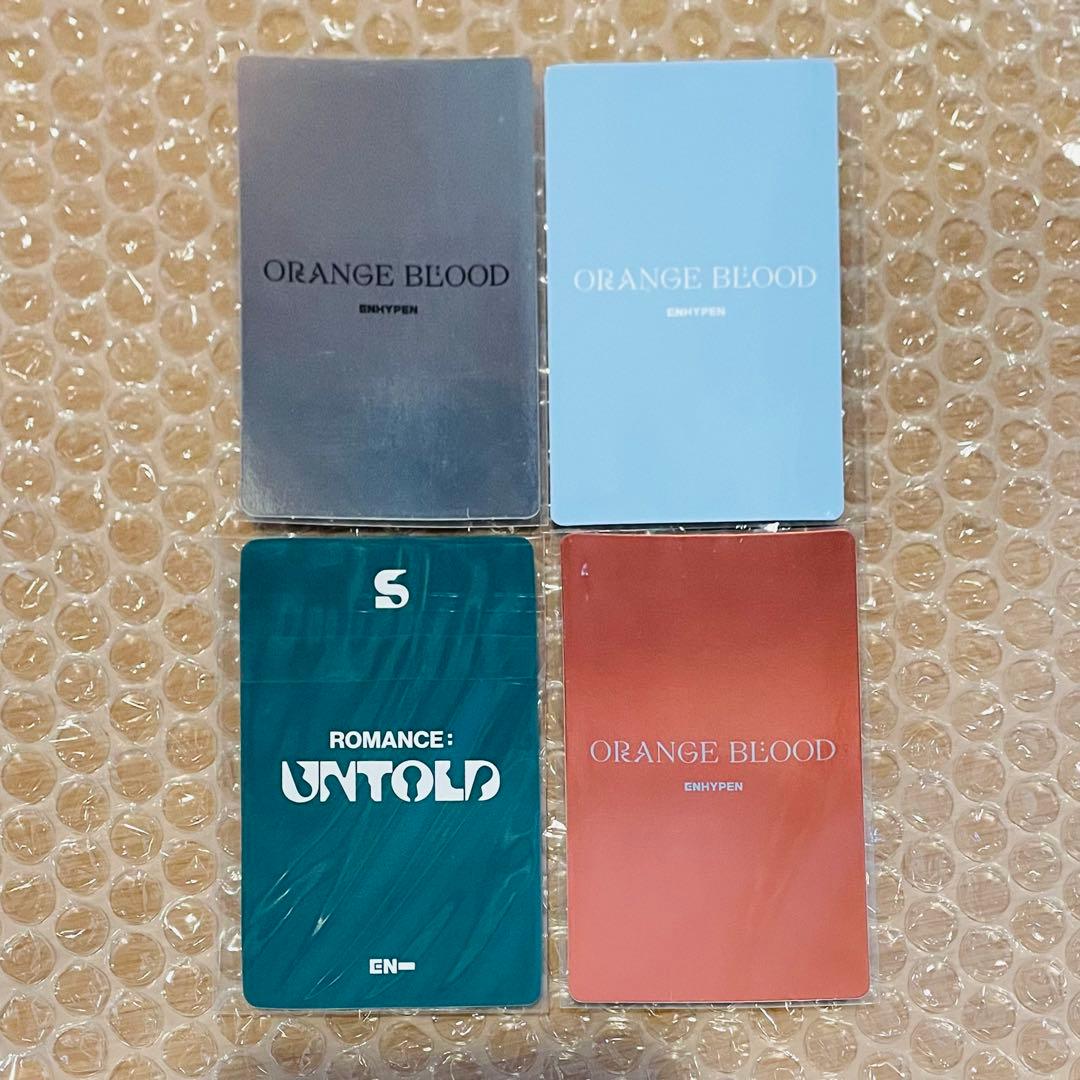 ORANGE BLOOD
ENHYPEN
ORANGE BLOOD
ENHYPEN
S
ROMANCE:
UNTOLD
EN-
ORANGE BLOOD
ENHYPEN